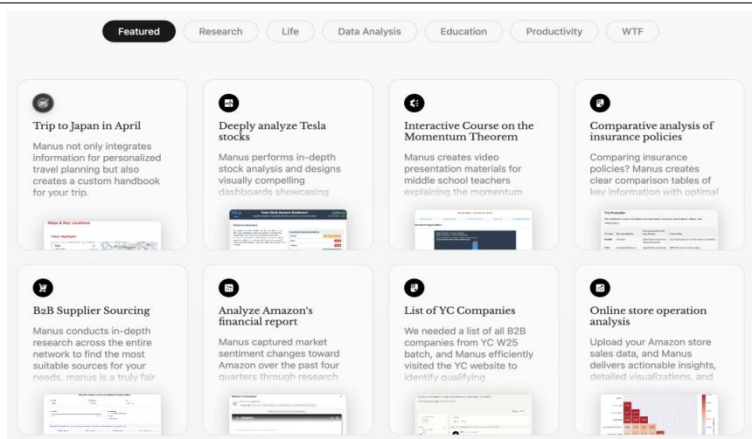 Featured
Research
Life
Data Analysis
Education
Productivity
WTF
Trip to Japan in April
Manus not only integrates
information for personalized
travel planning but also
creates a custom handbook
for your trip.
Deeply analyze Tesla
stocks
Manus performs in-depth
stock analysis and designs
visually compelling
dashboards showcasing
Interactive Course on the
Momentum Theorem
Manus creates video
presentation materials for
middle school teachers
explaining the momentum
Comparative analysis of
insurance policies
Comparing insurance
policies? Manus creates
clear comparison tables of
key information with optimal
B2B Supplier Sourcing
Manus conducts in-depth
research across the entire
network to find the most
suitable sources for your
needs. manus is a truly fair
Analyze Amazon's
financial report
Manus captured market
sentiment changes toward
Amazon over the past four
quarters through research
List of YC Companies
We needed a list of all B2B
companies from YC W25
batch, and Manus efficiently
visited the YC website to
identify qualifying
Online store operation
analysis
Upload your Amazon store
sales data, and Manus
delivers actionable insights,
detailed visualizations, and